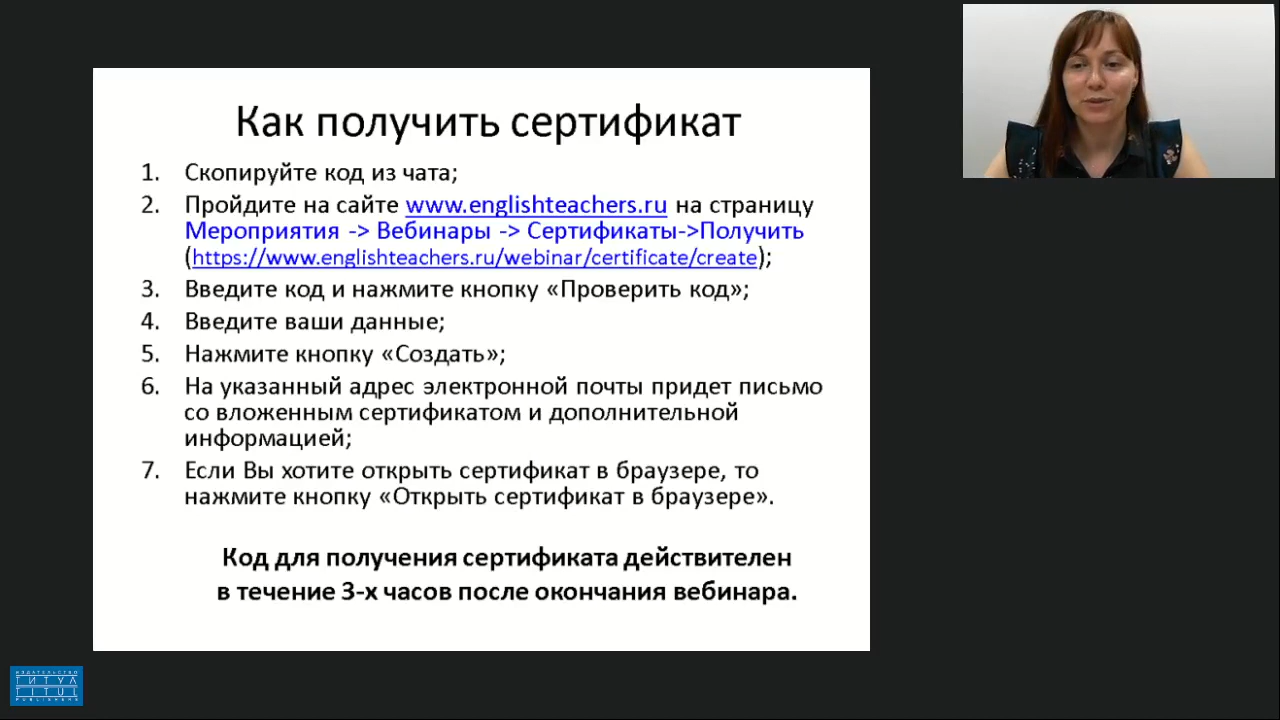 Как получить сертификат
1. Скопируйте код из чата;
2. Пройдите на сайте www.englishteachers.ru на страницу
Мероприятия -> Вебинары -> Сертификаты->Получить
(https://www.englishteachers.ru/webinar/certificate/create);
3. Введите код и нажмите кнопку «Проверить код»;
4. Введите ваши данные;
5. Нажмите кнопку «Создать»;
6. На указанный адрес электронной почты придет письмо
со вложенным сертификатом и дополнительной
информацией;
7. Если Вы хотите открыть сертификат в браузере, то
нажмите кнопку «Открыть сертификат в браузере».
Код для получения сертификата действителен
в течение 3-х часов после окончания вебинара.
ИЗДАТЕЛЬСТВО
ТИТУЛ
TITUL
PUBLISHERS